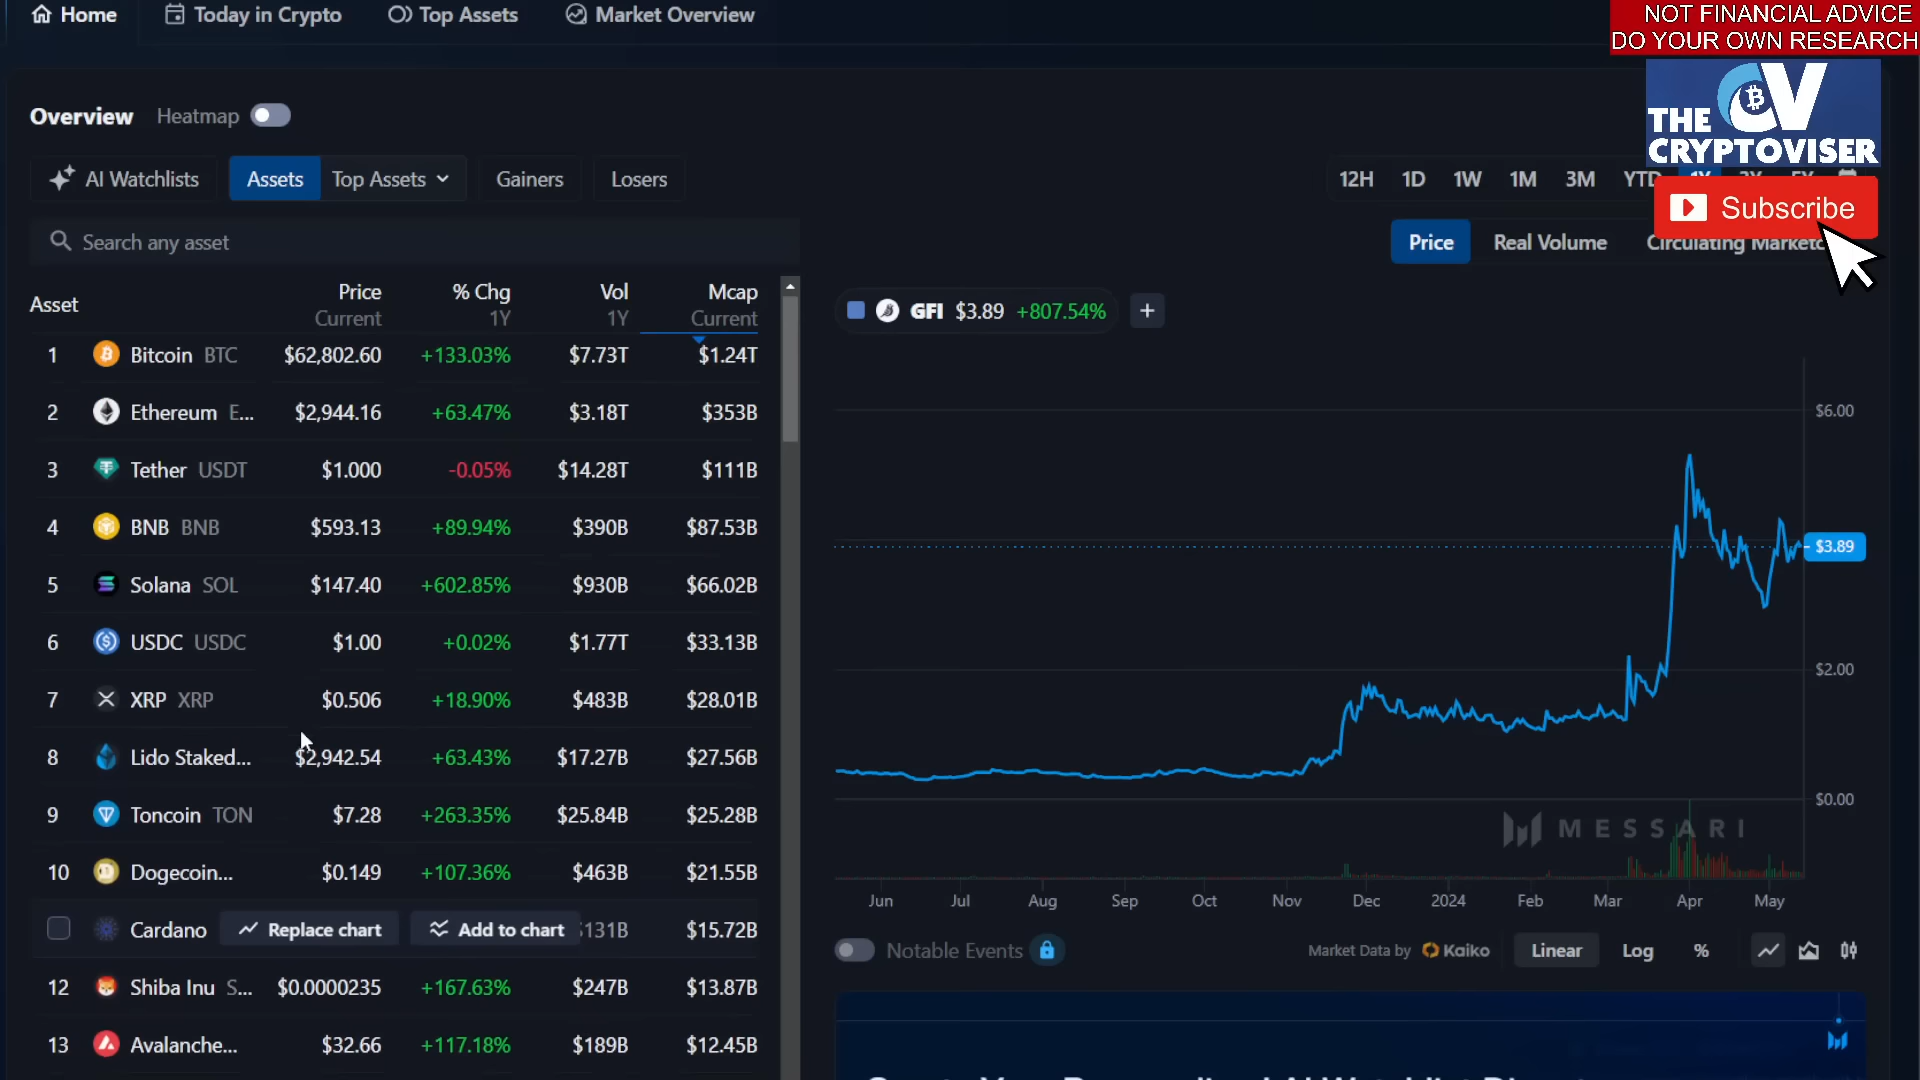 Home
Today in Crypto
Top Assets
Market Overview
NOT FINANCIAL ADVICE
DO YOUR OWN RESEARCH
THE CV
CRYPTOVISER
Subscribe
Overview
Heatmap
AI Watchlists
Assets
Top Assets
Gainers
Losers
12H 1D 1W 1M 3M YTD 1Y
Search any asset
Price
Real Volume
Circulating Marketc
Asset
Price Current
% Chg 1Y
Vol 1Y
Mcap Current
1 Bitcoin BTC $62,802.60 +133.03% $7.73T $1.24T
2 Ethereum E... $2,944.16 +63.47% $3.18T $353B
3 Tether USDT $1.000 -0.05% $14.28T $111B
4 BNB BNB $593.13 +89.94% $390B $87.53B
5 Solana SOL $147.40 +602.85% $930B $66.02B
6 USDC USDC $1.00 +0.02% $1.77T $33.13B
7 XRP XRP $0.506 +18.90% $483B $28.01B
8 Lido Staked... $2,942.54 +63.43% $17.27B $27.56B
9 Toncoin TON $7.28 +263.35% $25.84B $25.28B
10 Dogecoin... $0.149 +107.36% $463B $21.55B
Cardano Replace chart Add to chart $131B $15.72B
12 Shiba Inu S... $0.0000235 +167.63% $247B $13.87B
13 Avalanche... $32.66 +117.18% $189B $12.45B
GFI $3.89 +807.54%
+
$6.00
$3.89
$2.00
$0.00
MESSARI
Jun Jul Aug Sep Oct Nov Dec 2024 Feb Mar Apr May
Notable Events
Market Data by Kaiko
Linear
Log
%